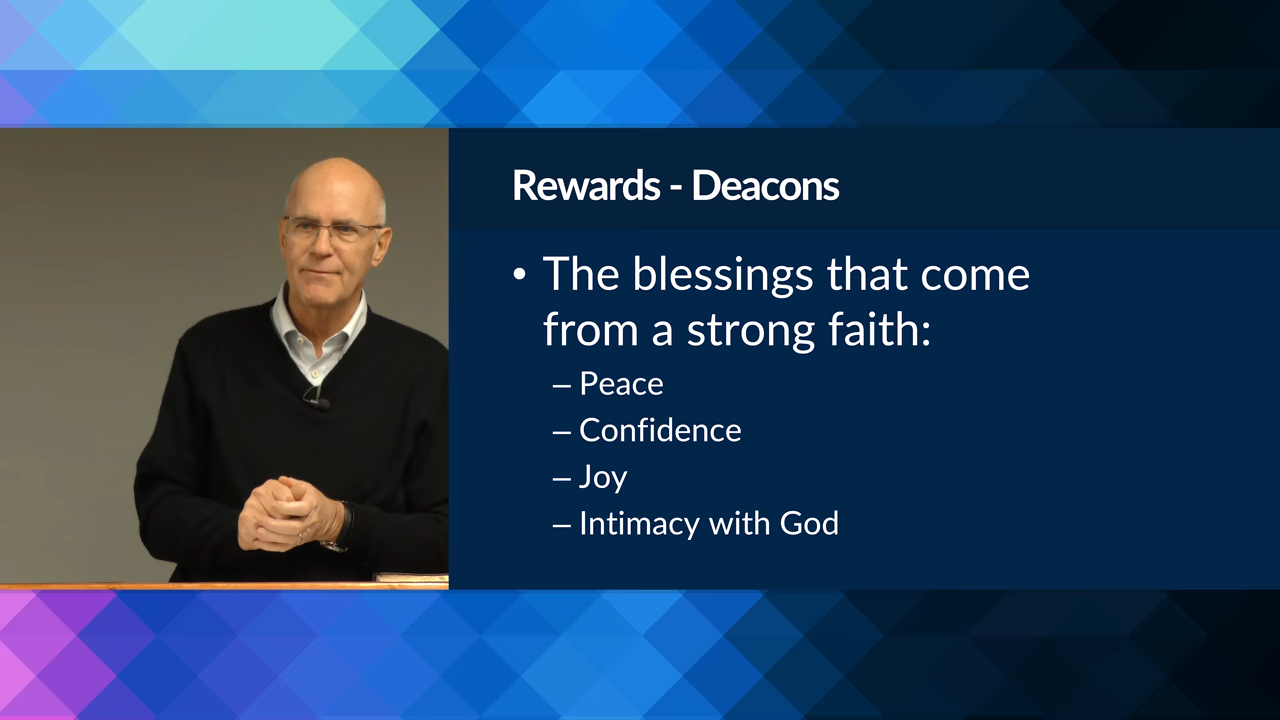 Rewards - Deacons
• The blessings that come
from a strong faith:
– Peace
– Confidence
– Joy
– Intimacy with God